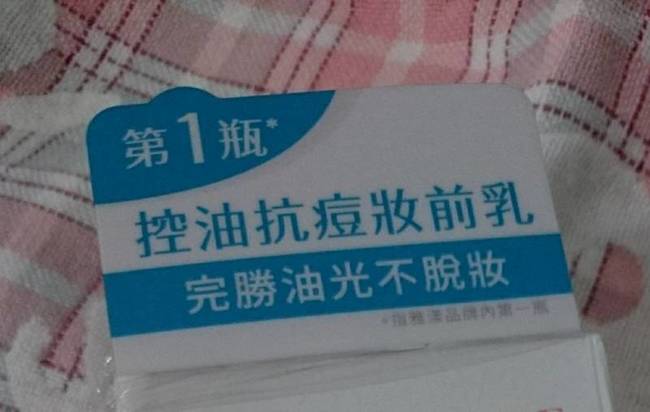 第1瓶*
控油抗痘妝前乳
完勝油光不脫妝
*指雅漾品牌內第一瓶